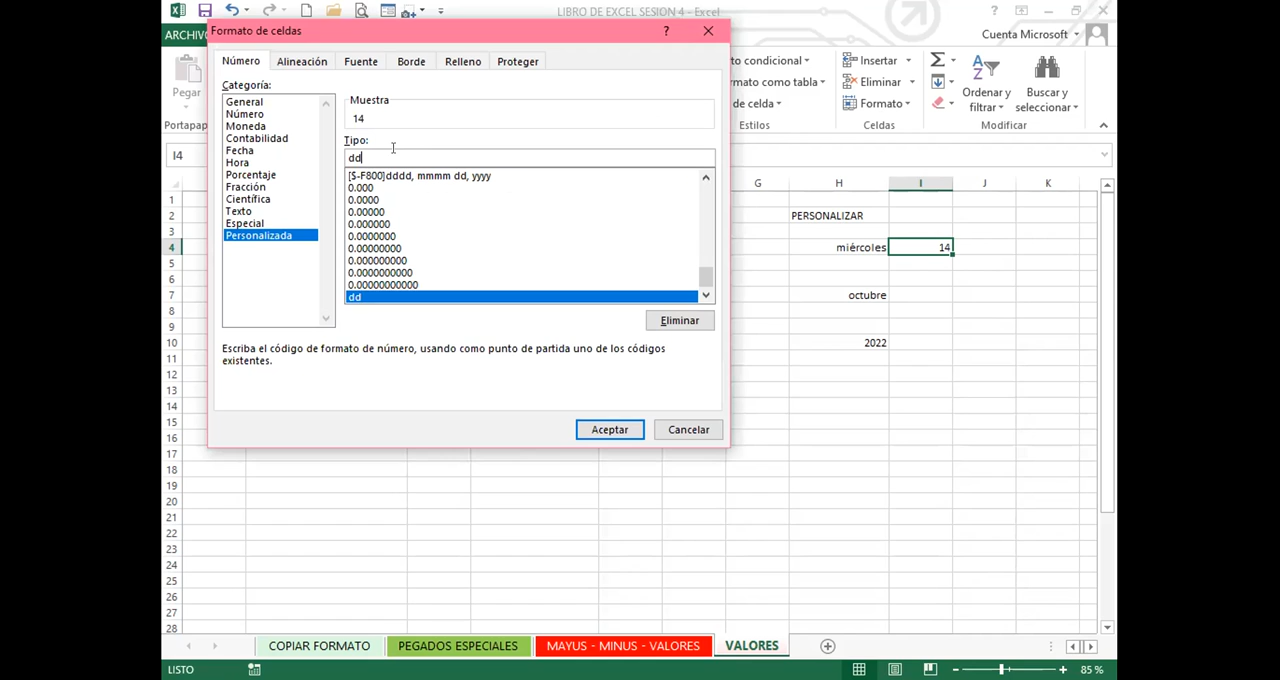 LIBRO DE EXCEL SESION 4 - Excel
Formato de celdas
ARCHIV
Cuenta Microsoft
Número Alineación Fuente Borde Relleno Proteger
Categoría:
General
Número
Moneda
Contabilidad
Fecha
Hora
Porcentaje
Fracción
Científica
Texto
Especial
Personalizada
Muestra
14
Tipo:
dd
[$-F800]dddd, mmmm dd, yyyy
0.000
0.0000
0.00000
0.000000
0.0000000
0.00000000
0.000000000
0.0000000000
0.00000000000
dd
Eliminar
Escriba el código de formato de número, usando como punto de partida uno de los códigos
existentes.
Aceptar Cancelar
Pegar
Portapap
to condicional
ormato como tabla
de celda
Estilos
Insertar
Eliminar
Formato
Celdas
Ordenar y
filtrar
Buscar y
seleccionar
Modificar
I4
G H I J K
1
2 PERSONALIZAR
3
4 miércoles 14
5
6
7 octubre
8
9
10 2022
11
12
13
14
15
16
17
18
19
20
21
22
23
24
25
26
27
28
COPIAR FORMATO PEGADOS ESPECIALES MAYUS - MINUS - VALORES VALORES
LISTO
85 %